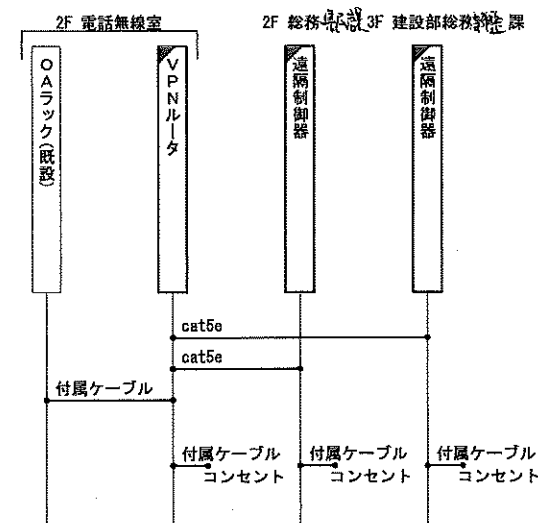 2F 電話無線室
2F 総務
3F 建設部総務 課
OAラック(既設)
VPNルータ
遠隔制御器
遠隔制御器
cat5e
cat5e
付属ケーブル
付属ケーブル
コンセント
付属ケーブル
コンセント
付属ケーブル
コンセント